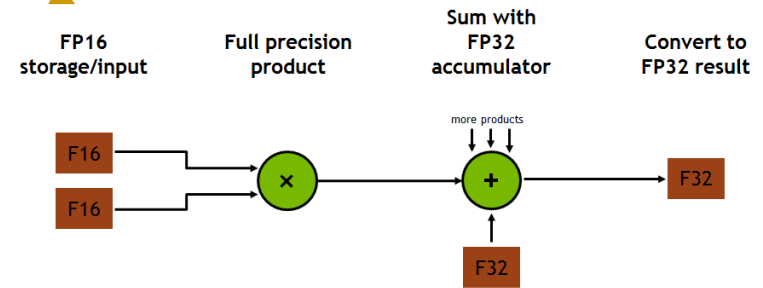 FP16
storage/input
Full precision
product
Sum with
FP32
accumulator
Convert to
FP32 result
more products
F16
F16
×
+
F32
F32